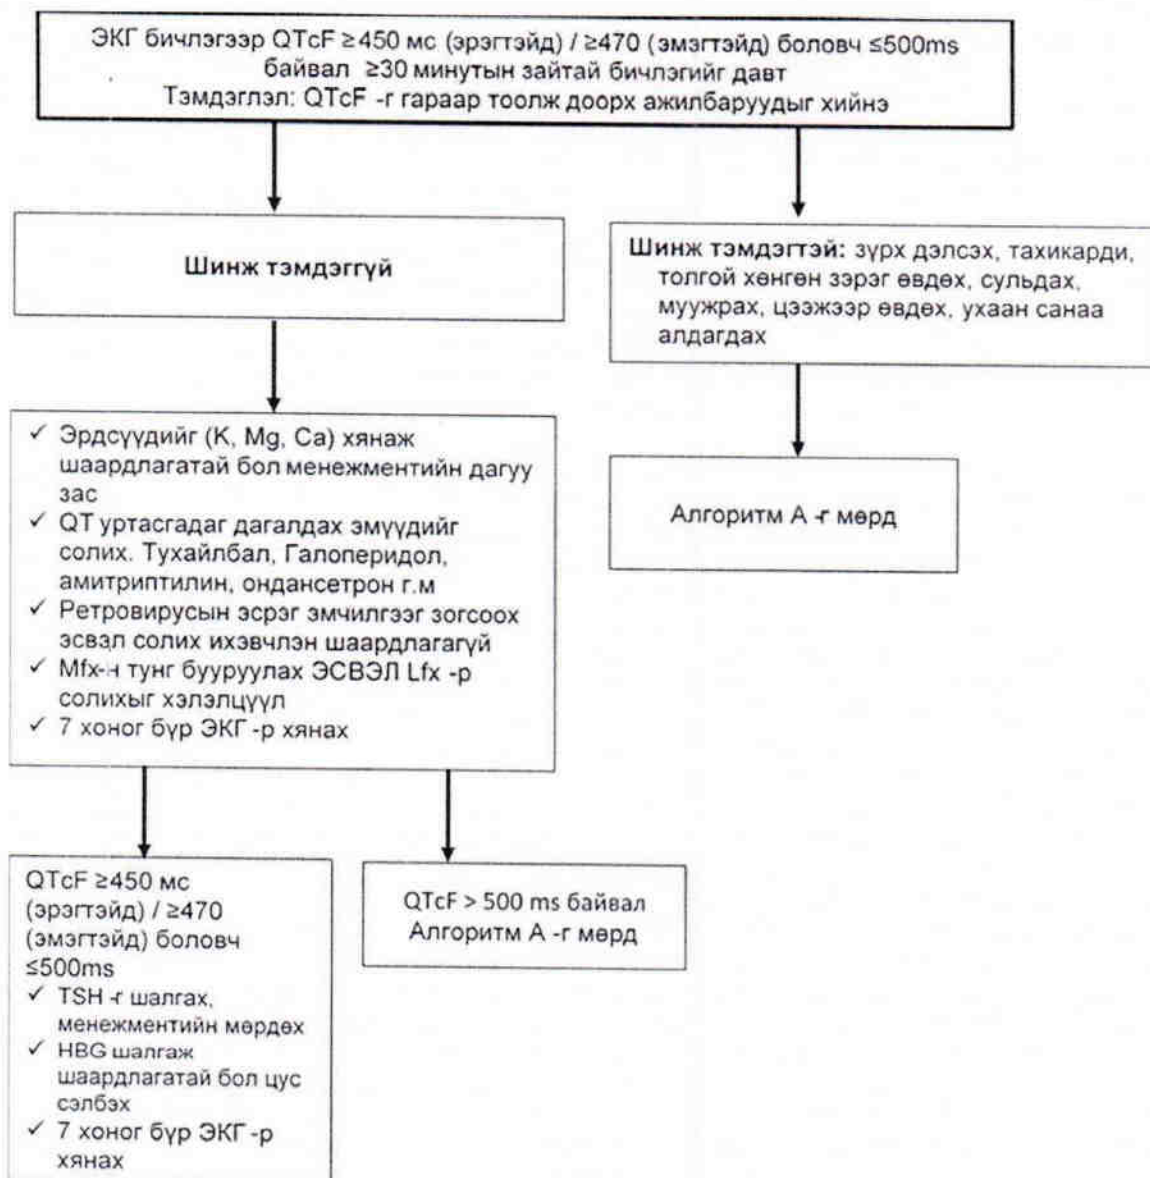 ЭКГ бичлэгээр QTcF ≥450 мс (эрэгтэйд) / ≥470 (эмэгтэйд) боловч ≤500ms
байвал ≥30 минутын зайтай бичлэгийг давт
Тэмдэглэл: QTcF -г гараар тоолж доорх ажилбаруудыг хийнэ
Шинж тэмдэггүй
Шинж тэмдэгтэй: зүрх дэлсэх, тахикарди,
толгой хөнгөн зэрэг өвдөх, сульдах,
муужрах, цээжээр өвдөх, ухаан санаа
алдагдах
✓ Эрдсүүдийг (K, Mg, Ca) хянаж
шаардлагатай бол менежментийн дагуу
зас
✓ QT уртасгадаг дагалдах эмүүдийг
солих. Тухайлбал, Галоперидол,
амитриптилин, ондансетрон г.м
✓ Ретровирусын эсрэг эмчилгээг зогсоох
эсвэл солих ихэвчлэн шаардлагагүй
✓ Mfx-н тунг бууруулах ЭСВЭЛ Lfx -р
солихыг хэлэлцүүл
✓ 7 хоног бүр ЭКГ -р хянах
Алгоритм А -г мөрд
QTcF ≥450 мс
(эрэгтэйд) / ≥470
(эмэгтэйд) боловч
≤500ms
✓ TSH -г шалгах,
менежментийн мөрдөх
✓ HBG шалгаж
шаардлагатай бол цус
сэлбэх
✓ 7 хоног бүр ЭКГ -р
хянах
QTcF > 500 ms байвал
Алгоритм А -г мөрд